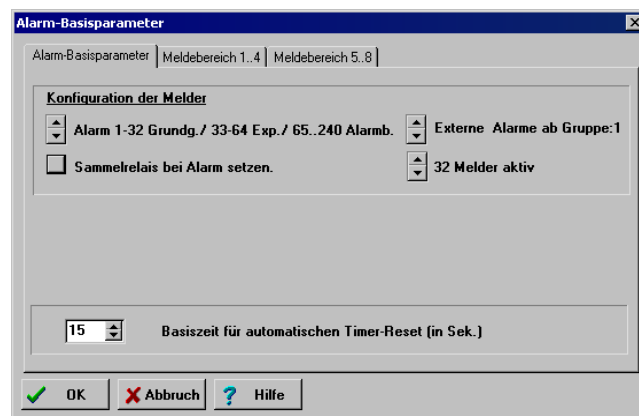 Alarm-Basisparameter
Alarm-Basisparameter Meldebereich 1..4 Meldebereich 5..8
Konfiguration der Melder
Alarm 1-32 Grundg./ 33-64 Exp./ 65..240 Alarmb. Externe Alarme ab Gruppe:1
Sammelrelais bei Alarm setzen. 32 Melder aktiv
15 Basiszeit für automatischen Timer-Reset (in Sek.)
OK Abbruch ? Hilfe